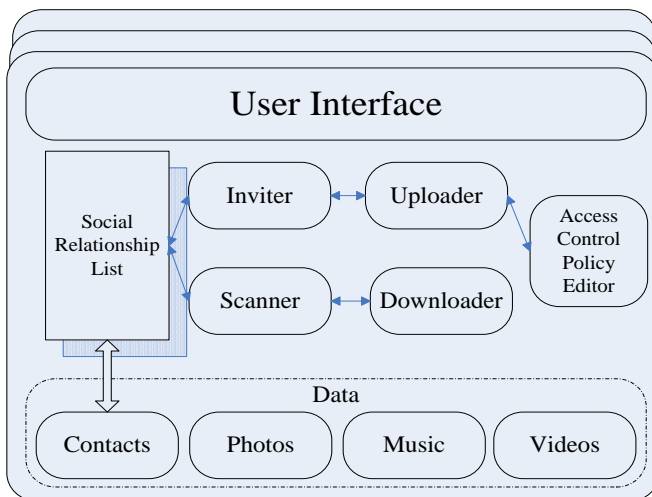 User Interface
Social
Relationship
List
Inviter
Uploader
Access
Control
Policy
Editor
Scanner
Downloader
Data
Contacts
Photos
Music
Videos